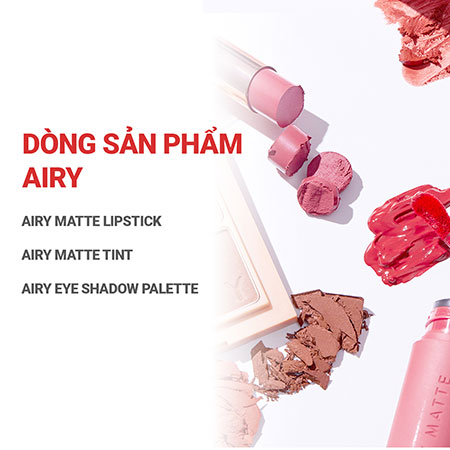 DÒNG SẢN PHẨM
AIRY
AIRY MATTE LIPSTICK
AIRY MATTE TINT
AIRY EYE SHADOW PALETTE
MATTE